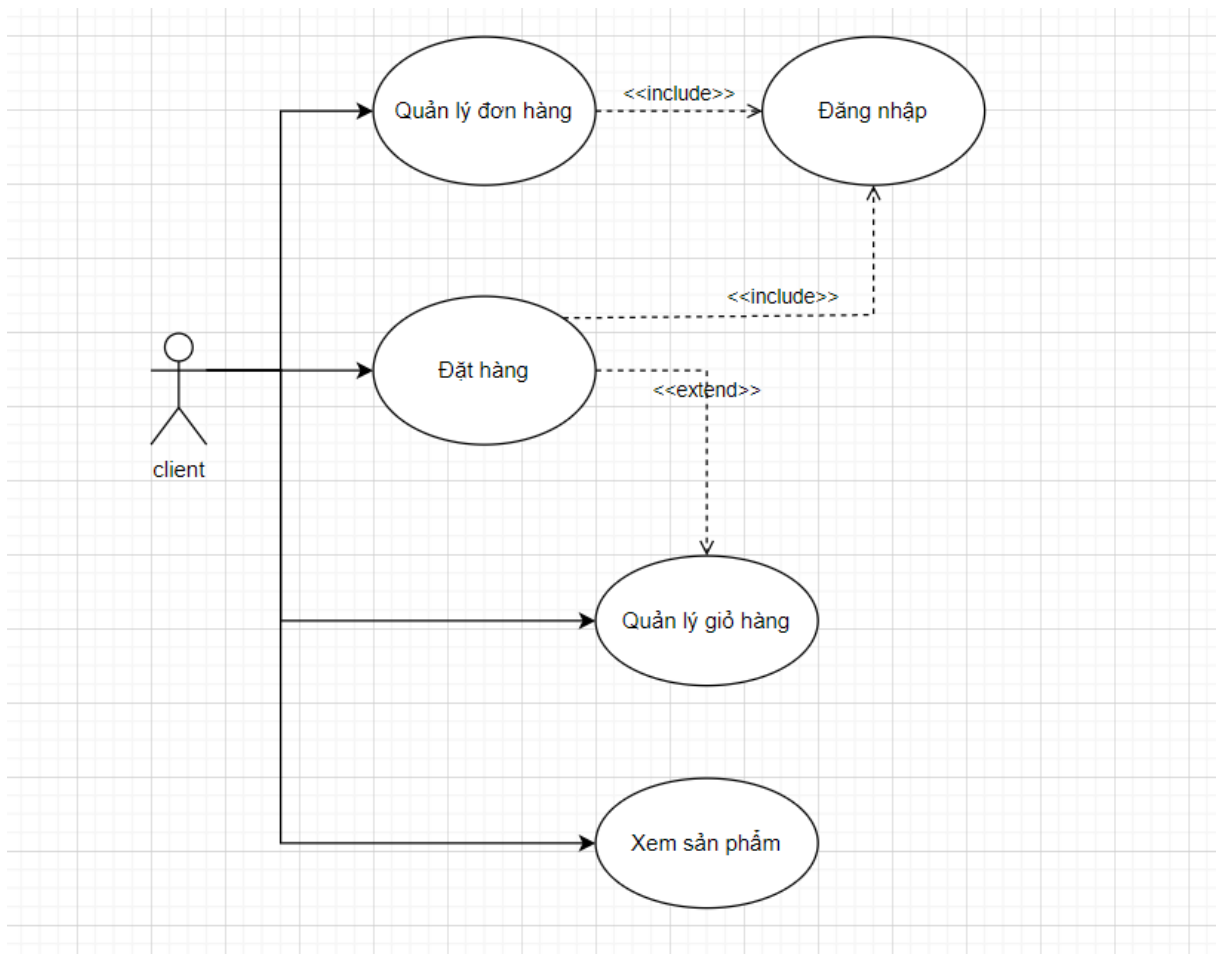 Quản lý đơn hàng
<<include>>
Đăng nhập
<<include>>
Đặt hàng
<<extend>>
client
Quản lý giỏ hàng
Xem sản phẩm